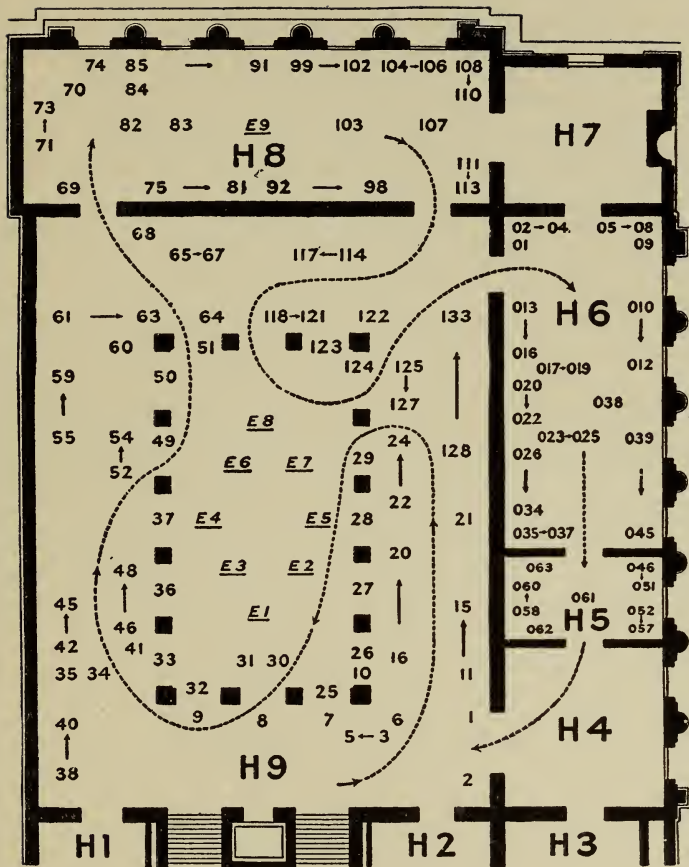 74 85 → 91 99 → 102 104→106 108
↓
70 84 110
73
↑
71
82 83 E9 103 107
H8
H7
111
↓
69 75 → 81 92 → 98 113
68
65→67 117←114
02→04. 05→08
01 09
61 → 63 64 118→121 122 133
60 51 123
124
H6
013 010
↓ ↓
016
017→019 012
59 50 125
↑ ↓
127
020
↓
022
038
55 54 49 E8 24
↑
52
023→025 039
E6 E7 29 128
026
↓ ↓
22
37 E4 E5 28 21
034
035→037 045
48 20
↑
36 E3 E2 27
063 046
↓
051
060
↑
058
061
052
↓
057
062
H5
45 46 E1 15
↑ ↑
42 41
33 31 30 26 16
35 34 10 11
32 25
9 8 7 6 1
40 5←3
↑
38
H9 2
H4
H1 H2 H3